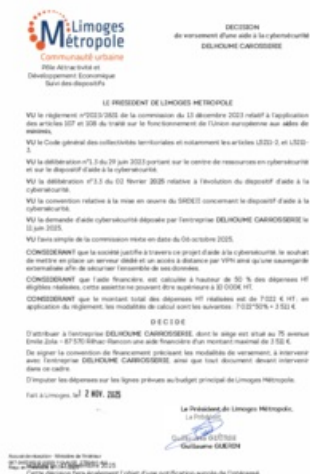 Limoges
Métropole
Communauté urbaine
Pôle Attractivité et
Développement Economique
Suivi des dispositifs
DECISION
de versement d'une aide à la cybersécurité
DELHOUME CARROSSERIE
LE PRESIDENT DE LIMOGES METROPOLE
VU le règlement n°2023/2831 de la commission du 13 décembre 2023 relatif à l'application
des articles 107 et 108 du traité sur le fonctionnement de l'Union européenne aux aides de
minimis,
VU le Code général des collectivités territoriales et notamment les articles L5211-2, et L5211-
VU la délibération n°1.3 du 29 juin 2023 portant sur le centre de ressources en cybersécurité
et sur le dispositif d'aide à la cybersécurité.
VU la délibération n°3.3 du 02 février 2025 relative à l'évolution du dispositif d'aide à la
cybersécurité.
VU la convention relative à la mise en œuvre du SRDEII concernant le dispositif d'aide à la
cybersécurité.
VU la demande d'aide cybersécurité déposée par l'entreprise DELHOUME CARROSSERIE le
11 juin 2025.
VU l'avis simple de la commission mixte en date du 06 octobre 2025.
CONSIDERANT que la société justifie à travers ce projet d'aide à la cybersécurité, le souhait
de mettre en place un serveur dédié et un accès à distance par VPN ainsi qu'une sauvegarde
externalisée afin de sécuriser l'ensemble de ses données.
CONSIDERANT que l'aide financière, est calculée à hauteur de 50 % des dépenses HT
éligibles réalisées, cette assiette ne pouvant être supérieure à 10 000€ HT.
CONSIDERANT que le montant total des dépenses HT réalisées est de 7 022 € HT, en
application du règlement, les modalités de calcul sont les suivantes : 7 022*50% = 3 511 €.
DECIDE
D'attribuer à l'entreprise DELHOUME CARROSSERIE, dont le siège est situé au 75 avenue
Emile Zola – 87 570 Rilhac-Rancon une aide financière d'un montant maximal de 3 511 €.
De signer la convention de financement précisant les modalités de versement, à intervenir
avec l'entreprise DELHOUME CARROSSERIE, ainsi que tout document devant intervenir
dans ce cadre.
D'imputer les dépenses sur les lignes prévues au budget principal de Limoges Métropole.
Fait à Limoges, le 12 NOV. 2025
Le Président de Limoges Métropole,
Guillaume GUERIN